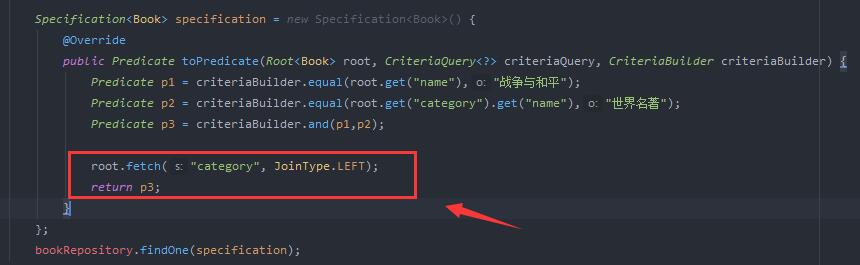 Specification<Book> specification = new Specification<Book>() {
@Override
public Predicate toPredicate(Root<Book> root, CriteriaQuery<?> criteriaQuery, CriteriaBuilder criteriaBuilder) {
Predicate p1 = criteriaBuilder.equal(root.get("name"), o: "战争与和平");
Predicate p2 = criteriaBuilder.equal(root.get("category").get("name"), o: "世界名著");
Predicate p3 = criteriaBuilder.and(p1,p2);
root.fetch( s: "category", JoinType.LEFT);
return p3;
}
};
bookRepository.findOne(specification);